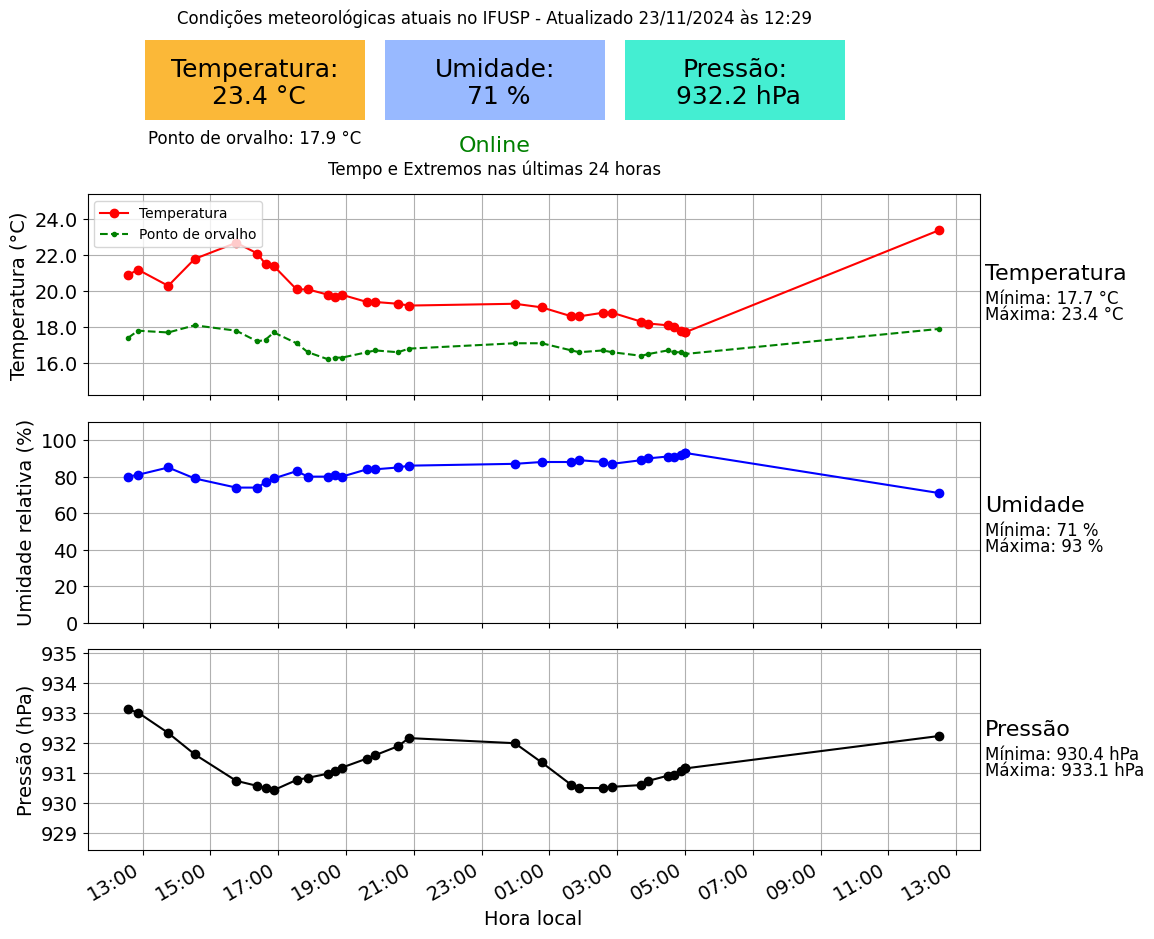 Condições meteorológicas atuais no IFUSP - Atualizado 23/11/2024 às 12:29
Temperatura:
23.4 °C
Umidade:
71 %
Pressão:
932.2 hPa
Ponto de orvalho: 17.9 °C
Online
Tempo e Extremos nas últimas 24 horas
Temperatura (°C)
24.0
22.0
20.0
18.0
16.0
Temperatura
Ponto de orvalho
Temperatura
Mínima: 17.7 °C
Máxima: 23.4 °C
Umidade relativa (%)
100
80
60
40
20
0
Umidade
Mínima: 71 %
Máxima: 93 %
Pressão (hPa)
935
934
933
932
931
930
929
Pressão
Mínima: 930.4 hPa
Máxima: 933.1 hPa
13:00 15:00 17:00 19:00 21:00 23:00 01:00 03:00 05:00 07:00 09:00 11:00 13:00
Hora local